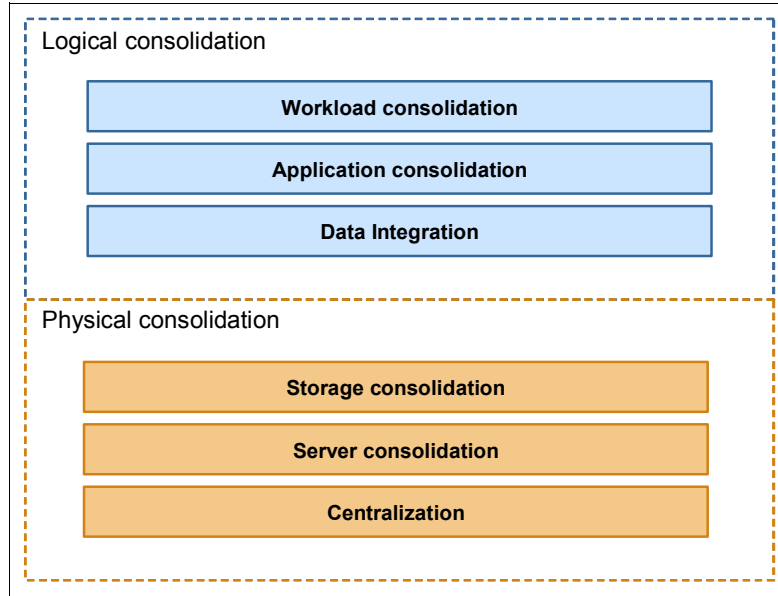 Logical consolidation
Workload consolidation
Application consolidation
Data Integration
Physical consolidation
Storage consolidation
Server consolidation
Centralization